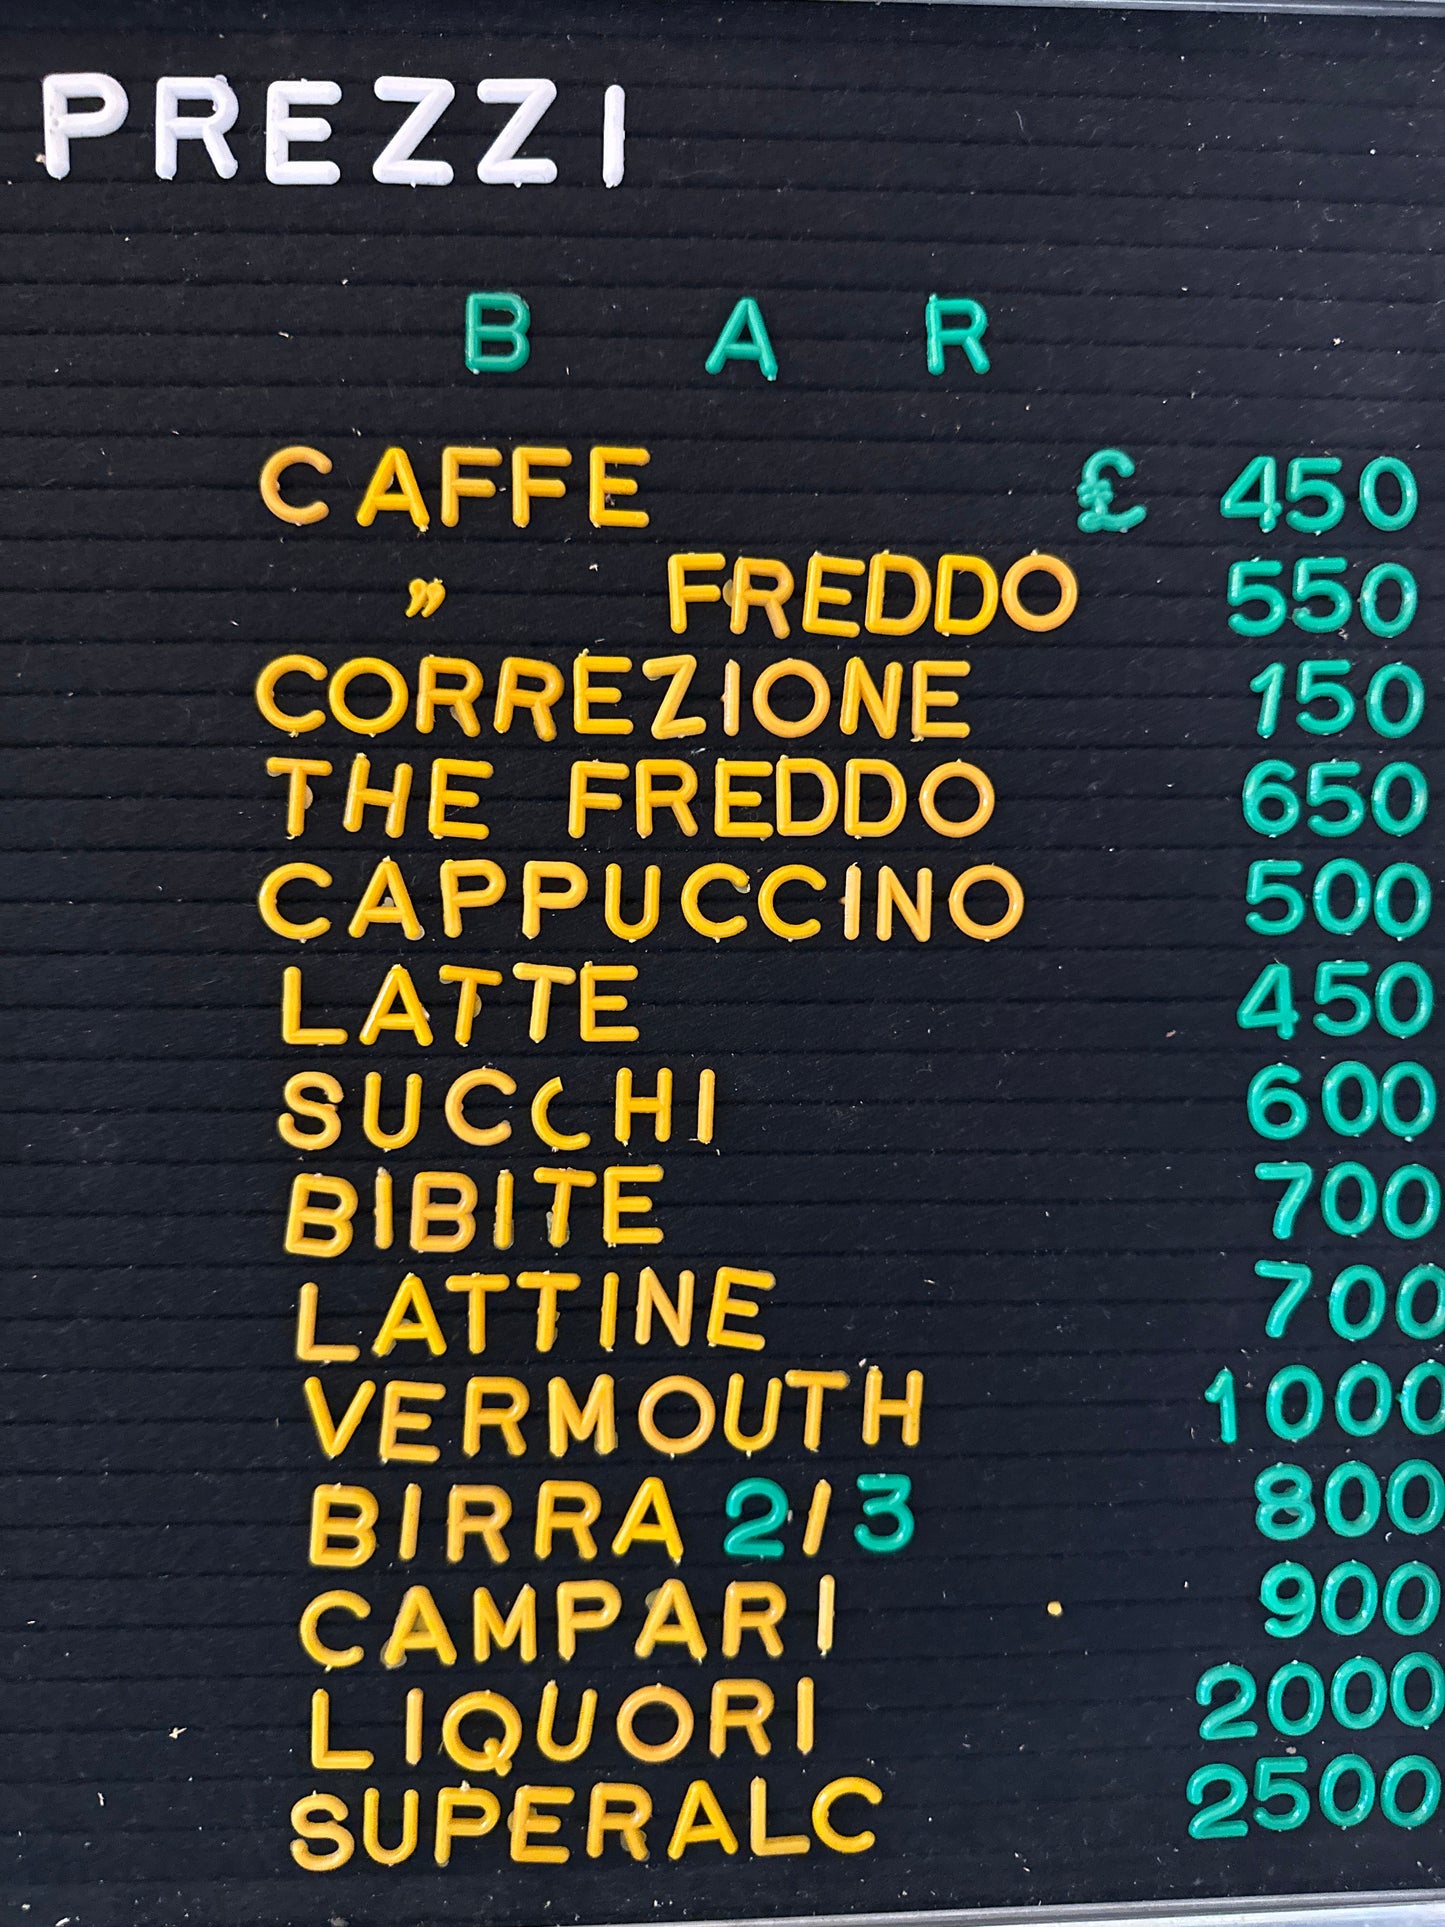 PREZZI
BAR
CAFFE £ 450
” FREDDO 550
CORREZIONE 150
THE FREDDO 650
CAPPUCCINO 500
LATTE 450
SUCCHI 600
BIBITE 700
LATTINE 700
VERMOUTH 1000
BIRRA 2/3 800
CAMPARI 900
LIQUORI 2000
SUPERALC 2500